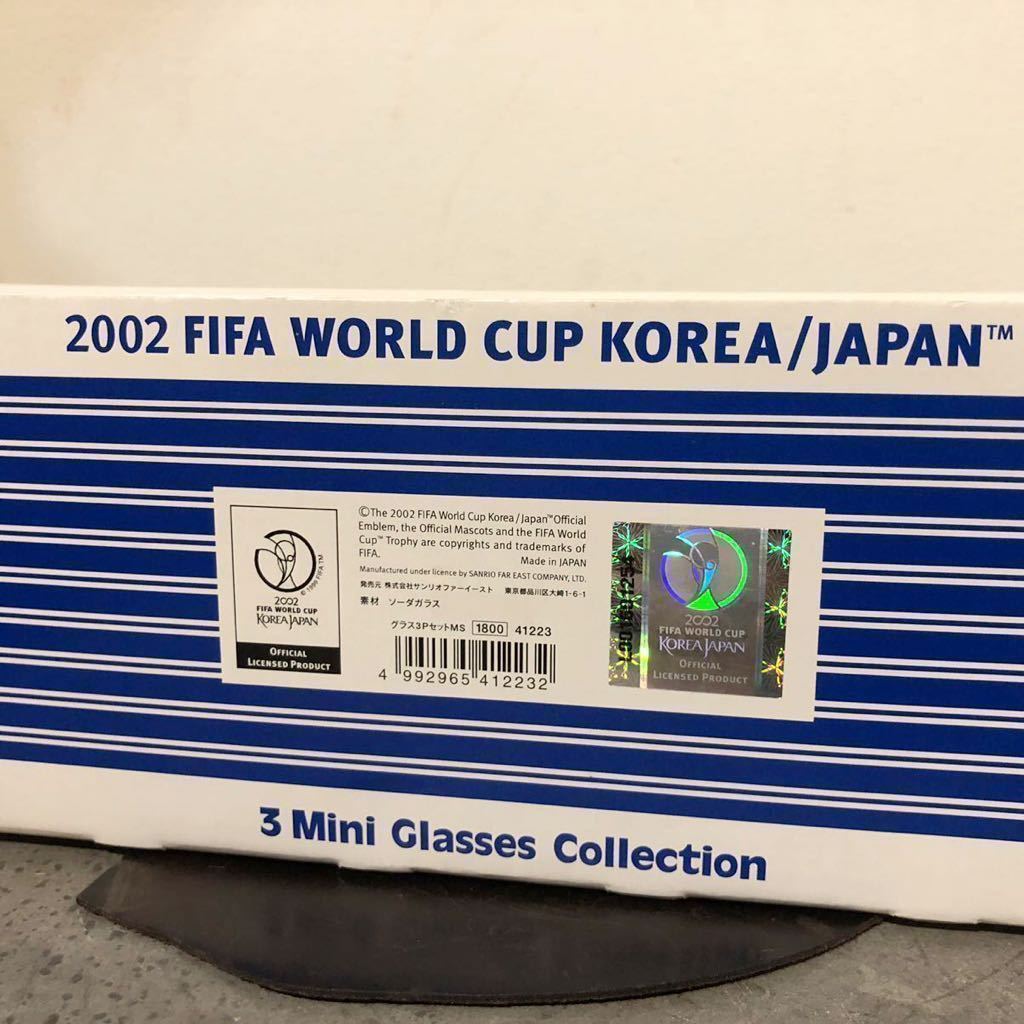 2002 FIFA WORLD CUP KOREA/JAPAN™
©The 2002 FIFA World Cup Korea/Japan™Official
Emblem, the Official Mascots and the FIFA World
Cup™ Trophy are copyrights and trademarks of
FIFA.
Made in JAPAN
Manufactured under licence by SANRIO FAR EAST COMPANY, LTD.
発売元 株式会社サンリオファーイースト 東京都品川区大崎1-6-1
素材 ソーダガラス
グラス3PセットMS 1800 41223
4 992965 412232
© 1999 FIFA TM
2002
FIFA WORLD CUP
KOREA JAPAN
OFFICIAL
LICENSED PRODUCT
2002
FIFA WORLD CUP
KOREA JAPAN
OFFICIAL
LICENSED PRODUCT
3 Mini Glasses Collection